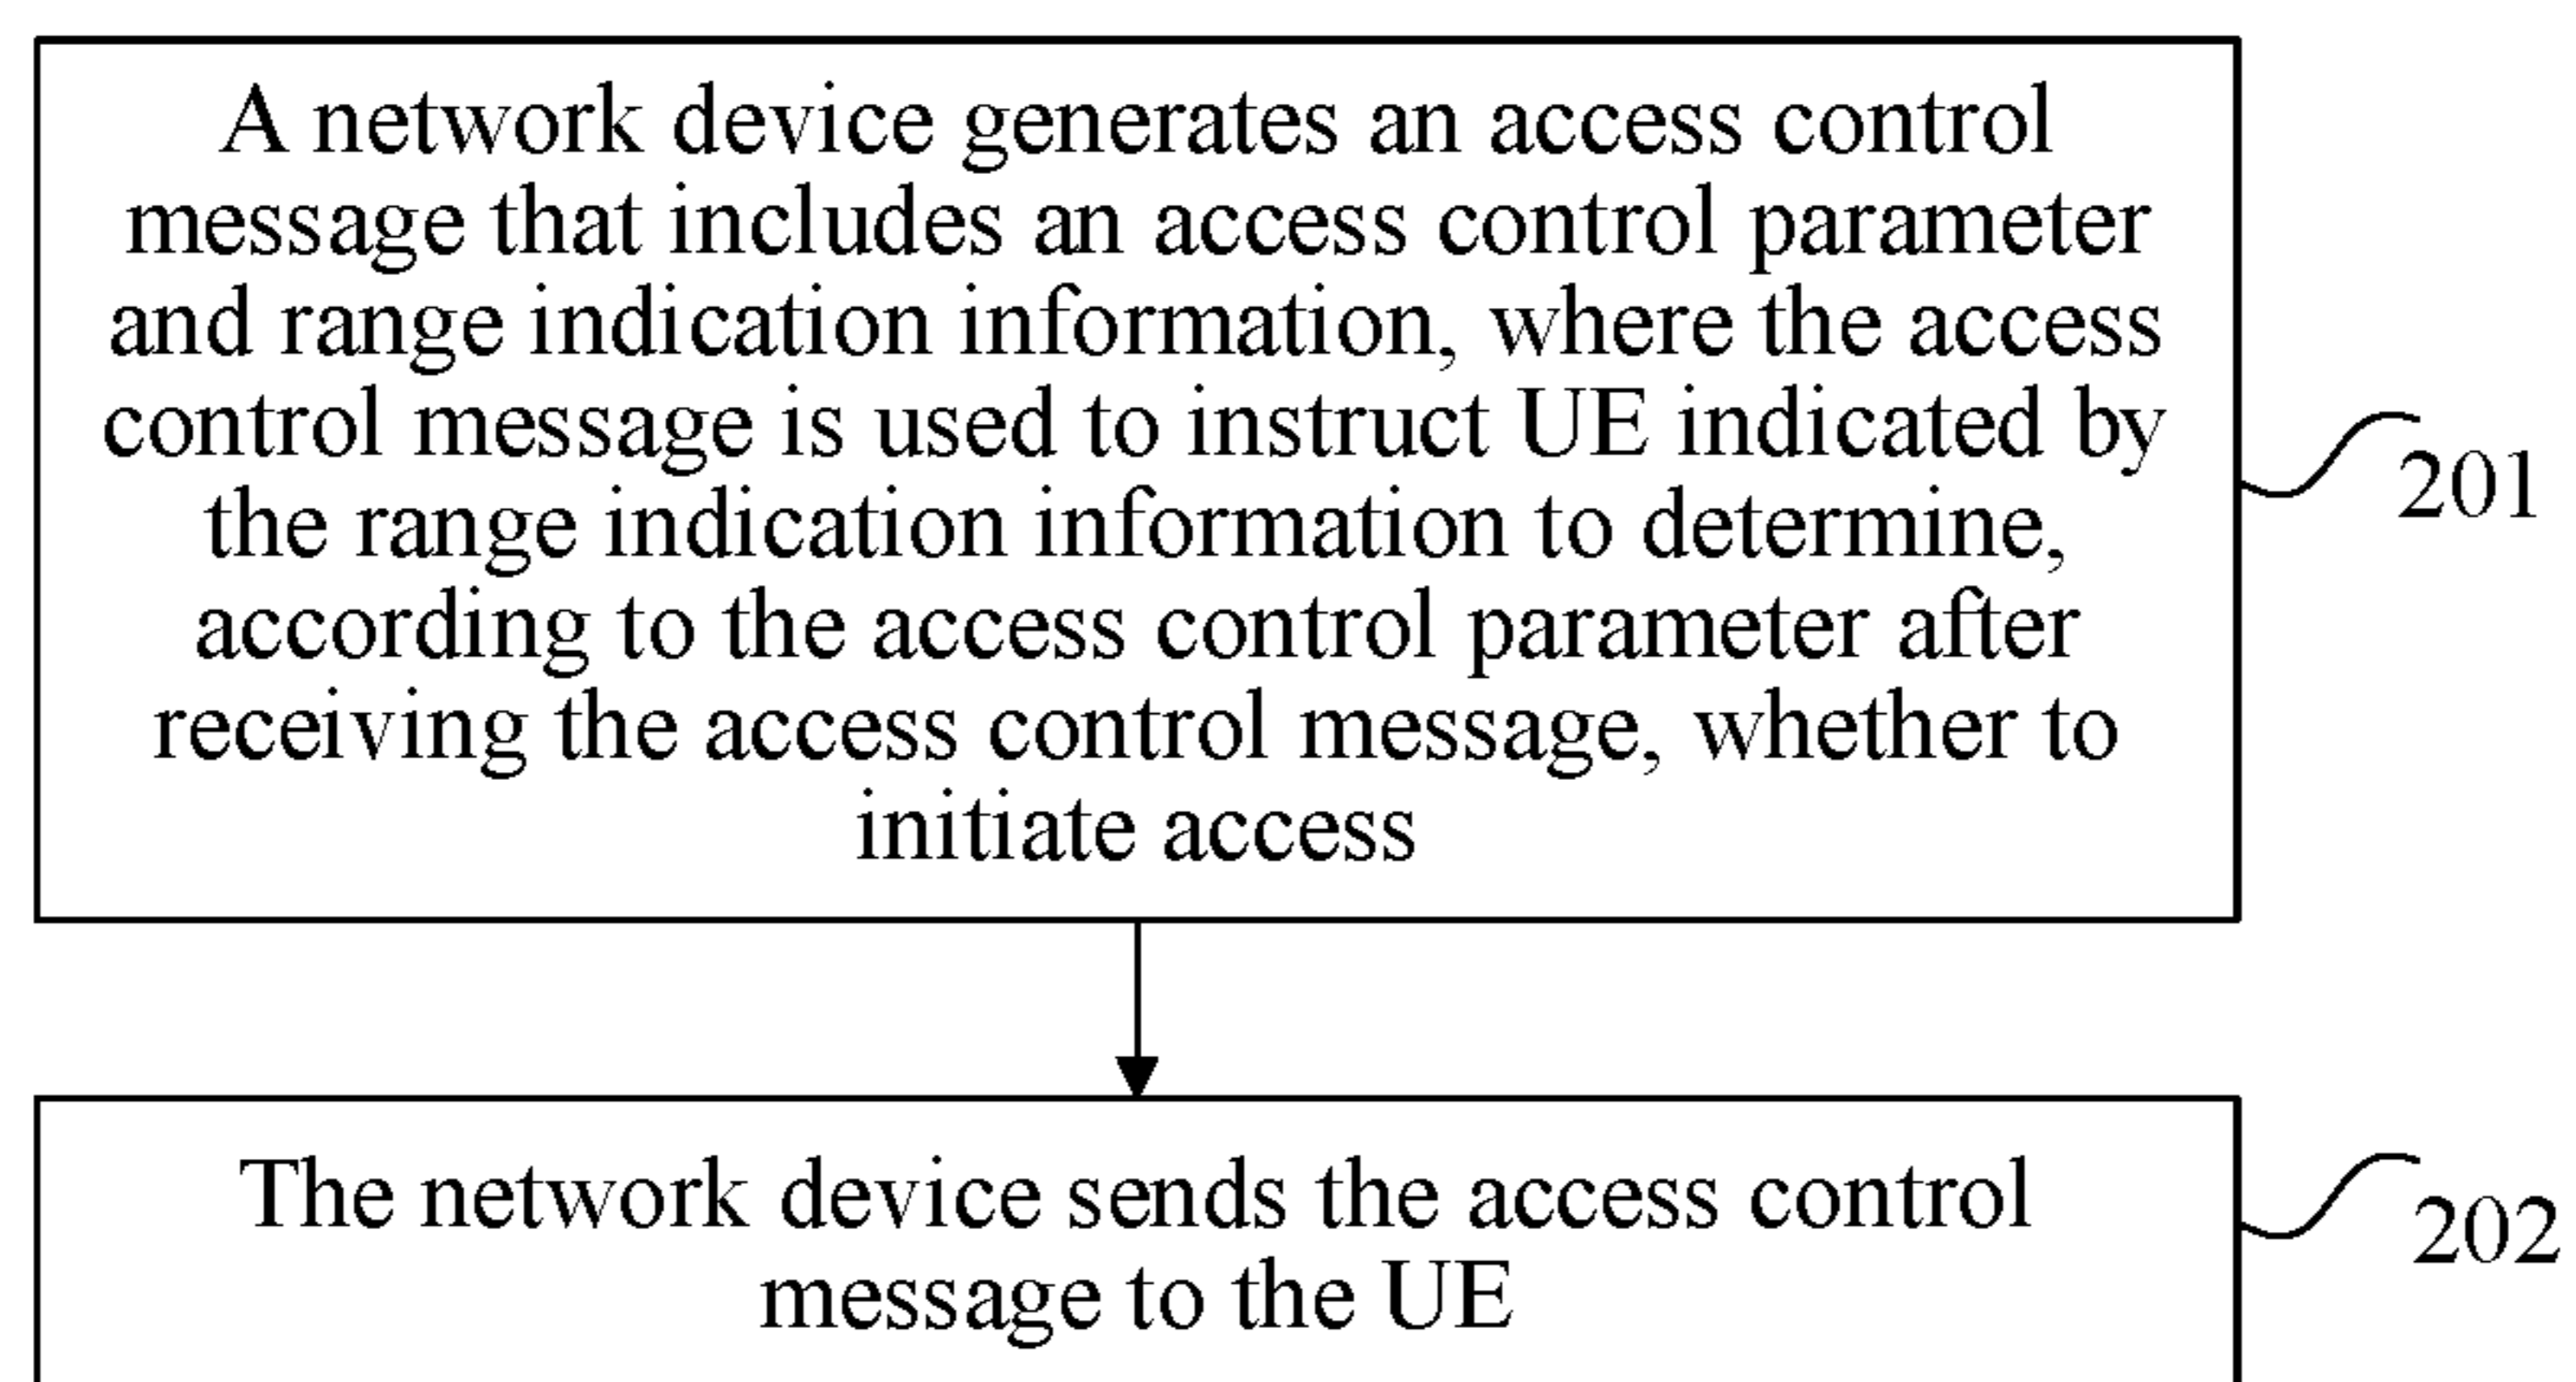 A network device generates an access control
message that includes an access control parameter
and range indication information, where the access
control message is used to instruct UE indicated by
the range indication information to determine,
according to the access control parameter after
receiving the access control message, whether to
initiate access
201
The network device sends the access control
message to the UE
202